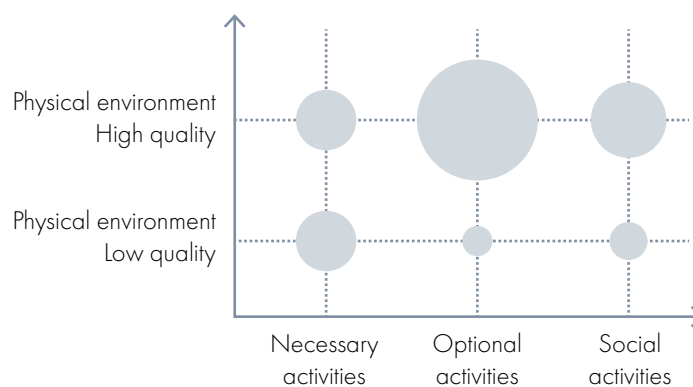 Physical environment
High quality
Physical environment
Low quality
Necessary
activities
Optional
activities
Social
activities